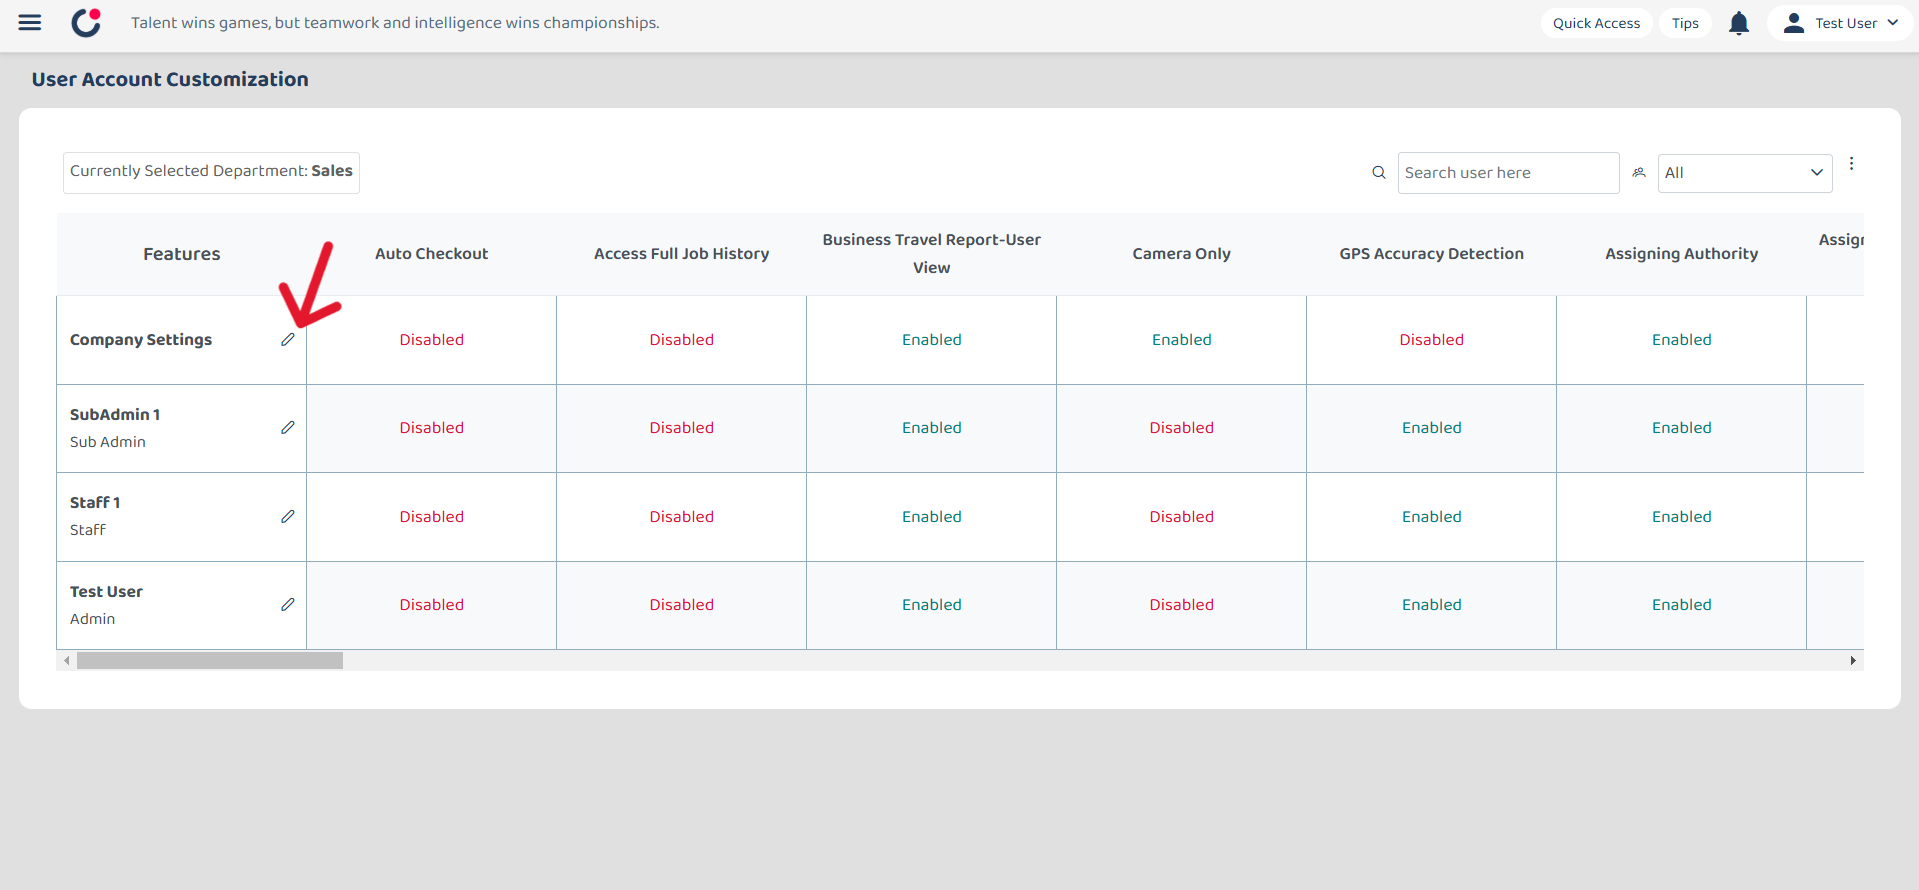 Talent wins games, but teamwork and intelligence wins championships.
Quick Access
Tips
Test User
User Account Customization
Currently Selected Department: Sales
Search user here
All
Features
Auto Checkout
Access Full Job History
Business Travel Report-User
View
Camera Only
GPS Accuracy Detection
Assigning Authority
Company Settings
Disabled
Disabled
Enabled
Enabled
Disabled
Enabled
SubAdmin 1
Sub Admin
Disabled
Disabled
Enabled
Disabled
Enabled
Enabled
Staff 1
Staff
Disabled
Disabled
Enabled
Disabled
Enabled
Enabled
Test User
Admin
Disabled
Disabled
Enabled
Disabled
Enabled
Enabled